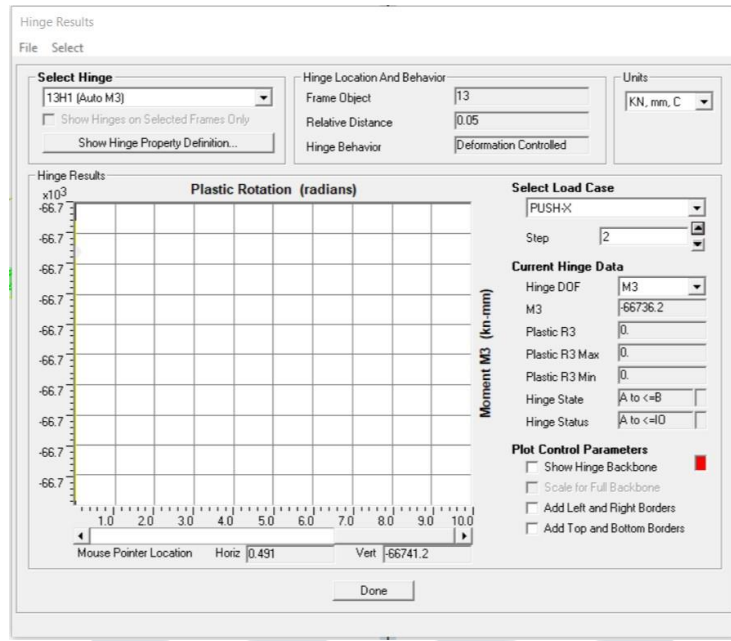 Hinge Results
File Select
Select Hinge
13H1 (Auto M3)
Show Hinges on Selected Frames Only
Show Hinge Property Definition...
Hinge Location And Behavior
Frame Object 13
Relative Distance 0.05
Hinge Behavior Deformation Controlled
Units
KN, mm, C
Hinge Results
Plastic Rotation (radians)
x10^3
-66.7
-66.7
-66.7
-66.7
-66.7
-66.7
-66.7
-66.7
-66.7
-66.7
1.0 2.0 3.0 4.0 5.0 6.0 7.0 8.0 9.0 10.0
Moment M3 (kn-mm)
Mouse Pointer Location Horiz 0.491 Vert -66741.2
Select Load Case
PUSH-X
Step 2
Current Hinge Data
Hinge DOF M3
M3 -66736.2
Plastic R3 0.
Plastic R3 Max 0.
Plastic R3 Min 0.
Hinge State A to <=B
Hinge Status A to <=IO
Plot Control Parameters
Show Hinge Backbone
Scale for Full Backbone
Add Left and Right Borders
Add Top and Bottom Borders
Done